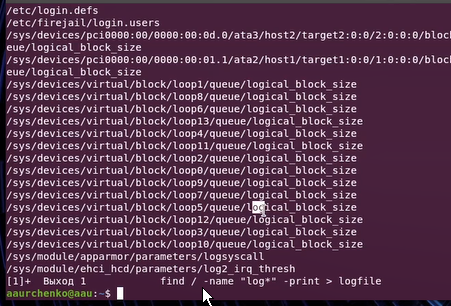 /etc/login.defs
/etc/firejail/login.users
/sys/devices/pci0000:00/0000:00:0d.0/ata3/host2/target2:0:0/2:0:0:0/block
eue/logical_block_size
/sys/devices/pci0000:00/0000:00:01.1/ata2/host1/target1:0:0/1:0:0:0/block
eue/logical_block_size
/sys/devices/virtual/block/loop1/queue/logical_block_size
/sys/devices/virtual/block/loop8/queue/logical_block_size
/sys/devices/virtual/block/loop6/queue/logical_block_size
/sys/devices/virtual/block/loop13/queue/logical_block_size
/sys/devices/virtual/block/loop4/queue/logical_block_size
/sys/devices/virtual/block/loop11/queue/logical_block_size
/sys/devices/virtual/block/loop2/queue/logical_block_size
/sys/devices/virtual/block/loop0/queue/logical_block_size
/sys/devices/virtual/block/loop9/queue/logical_block_size
/sys/devices/virtual/block/loop7/queue/logical_block_size
/sys/devices/virtual/block/loop5/queue/logical_block_size
/sys/devices/virtual/block/loop12/queue/logical_block_size
/sys/devices/virtual/block/loop3/queue/logical_block_size
/sys/devices/virtual/block/loop10/queue/logical_block_size
/sys/module/apparmor/parameters/logsyscall
/sys/module/ehci_hcd/parameters/log2_irq_thresh
[1]+  Выход 1            find / -name "log*" -print > logfile
aaurchenko@aau:~$